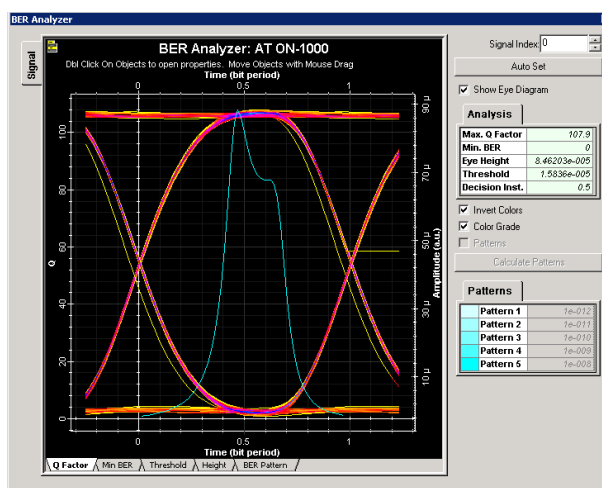 BER Analyzer
Signal
BER Analyzer: AT ON-1000
Dbl Click On Objects to open properties. Move Objects with Mouse Drag
Time (bit period)
0 0.5 1
Q
0 20 40 60 80 100
Amplitude (a.u.)
10 µ 30 µ 50 µ 70 µ 90 µ
0 0.5 1
Time (bit period)
Q Factor Min BER Threshold Height BER Pattern
Signal Index: 0
Auto Set
Show Eye Diagram
Analysis
Max. Q Factor 107.9
Min. BER 0
Eye Height 8.46203e-005
Threshold 1.5836e-005
Decision Inst. 0.5
Invert Colors
Color Grade
Patterns
Calculate Patterns
Patterns
Pattern 1 1e-012
Pattern 2 1e-011
Pattern 3 1e-010
Pattern 4 1e-009
Pattern 5 1e-008